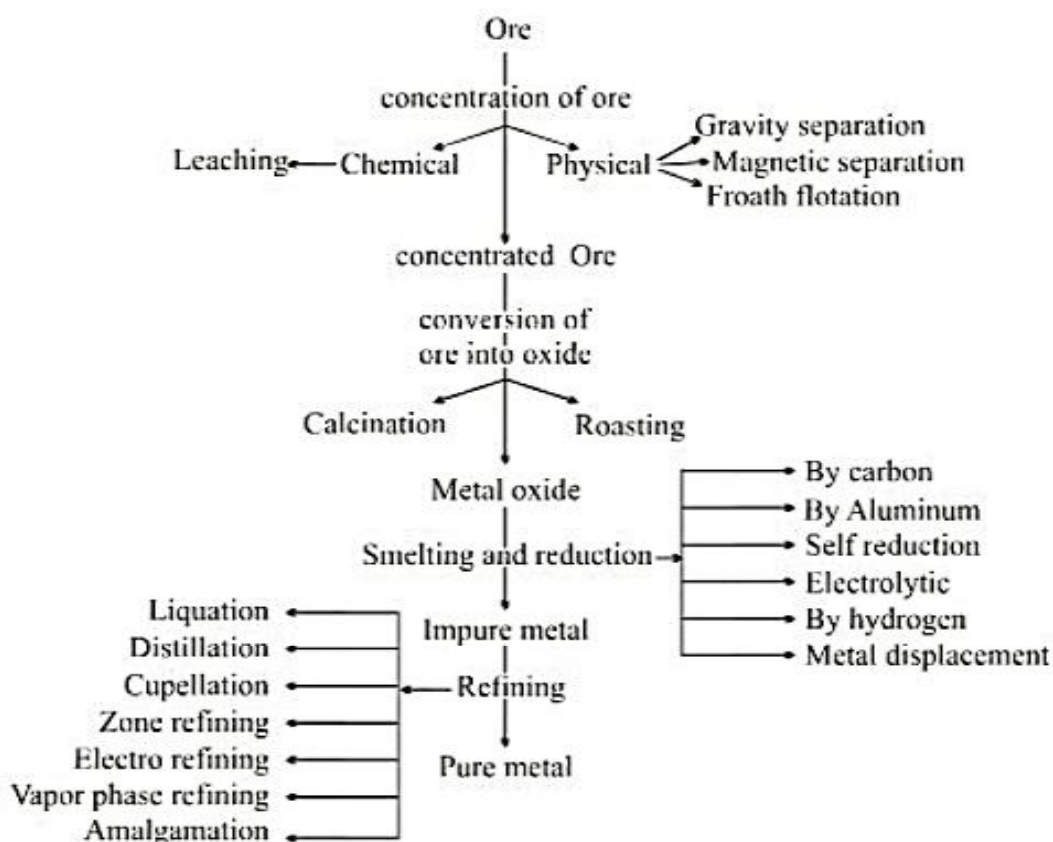 Ore
concentration of ore
Leaching
Chemical
Physical
Gravity separation
Magnetic separation
Froath flotation
concentrated Ore
conversion of
ore into oxide
Calcination
Roasting
Metal oxide
Smelting and reduction
By carbon
By Aluminum
Self reduction
Electrolytic
By hydrogen
Metal displacement
Impure metal
Refining
Liquation
Distillation
Cupellation
Zone refining
Electro refining
Vapor phase refining
Amalgamation
Pure metal